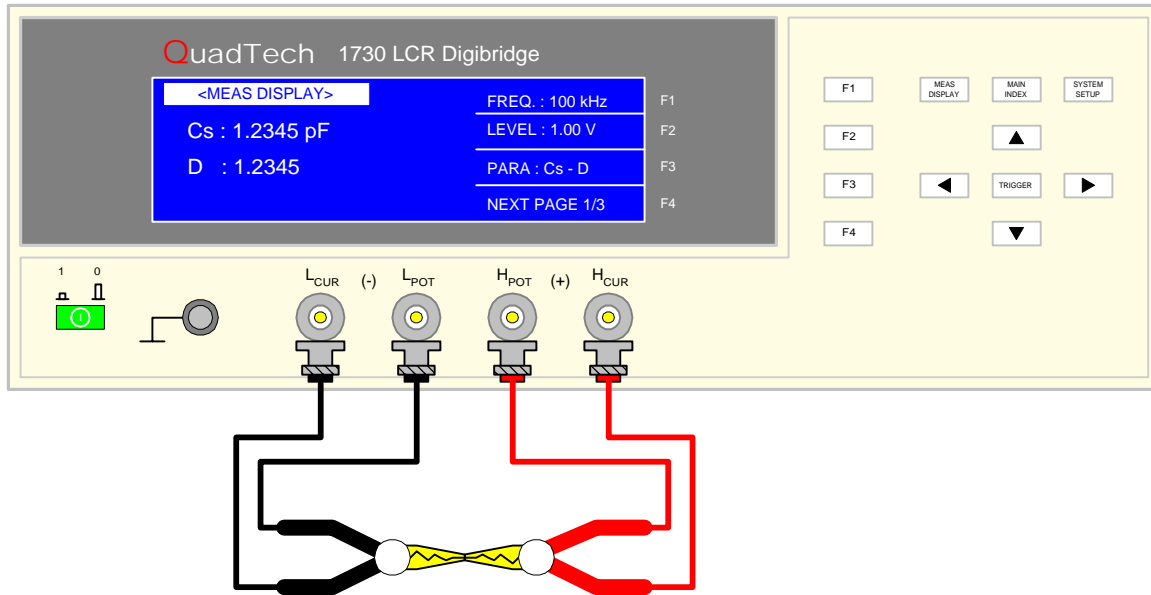 QuadTech 1730 LCR Digibridge
<MEAS DISPLAY>
Cs : 1.2345 pF
D : 1.2345
FREQ. : 100 kHz
LEVEL : 1.00 V
PARA : Cs - D
NEXT PAGE 1/3
F1
F2
F3
F4
F1
F2
F3
F4
MEAS
DISPLAY
MAIN
INDEX
SYSTEM
SETUP
TRIGGER
1 0
LCUR (-) LPOT HPOT (+) HCUR